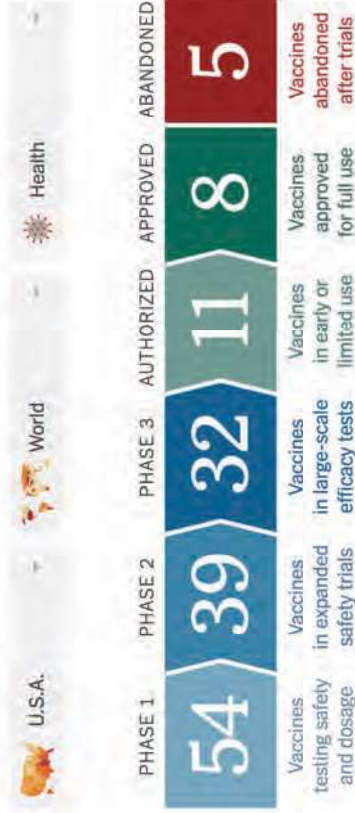 U.S.A.
World
Health
PHASE 1
PHASE 2
PHASE 3
AUTHORIZED
APPROVED
ABANDONED
54
39
32
11
8
5
Vaccines
testing safety
and dosage
Vaccines
in expanded
safety trials
Vaccines
in large-scale
efficacy tests
Vaccines
in early or
limited use
Vaccines
approved
for full use
Vaccines
abandoned
after trials